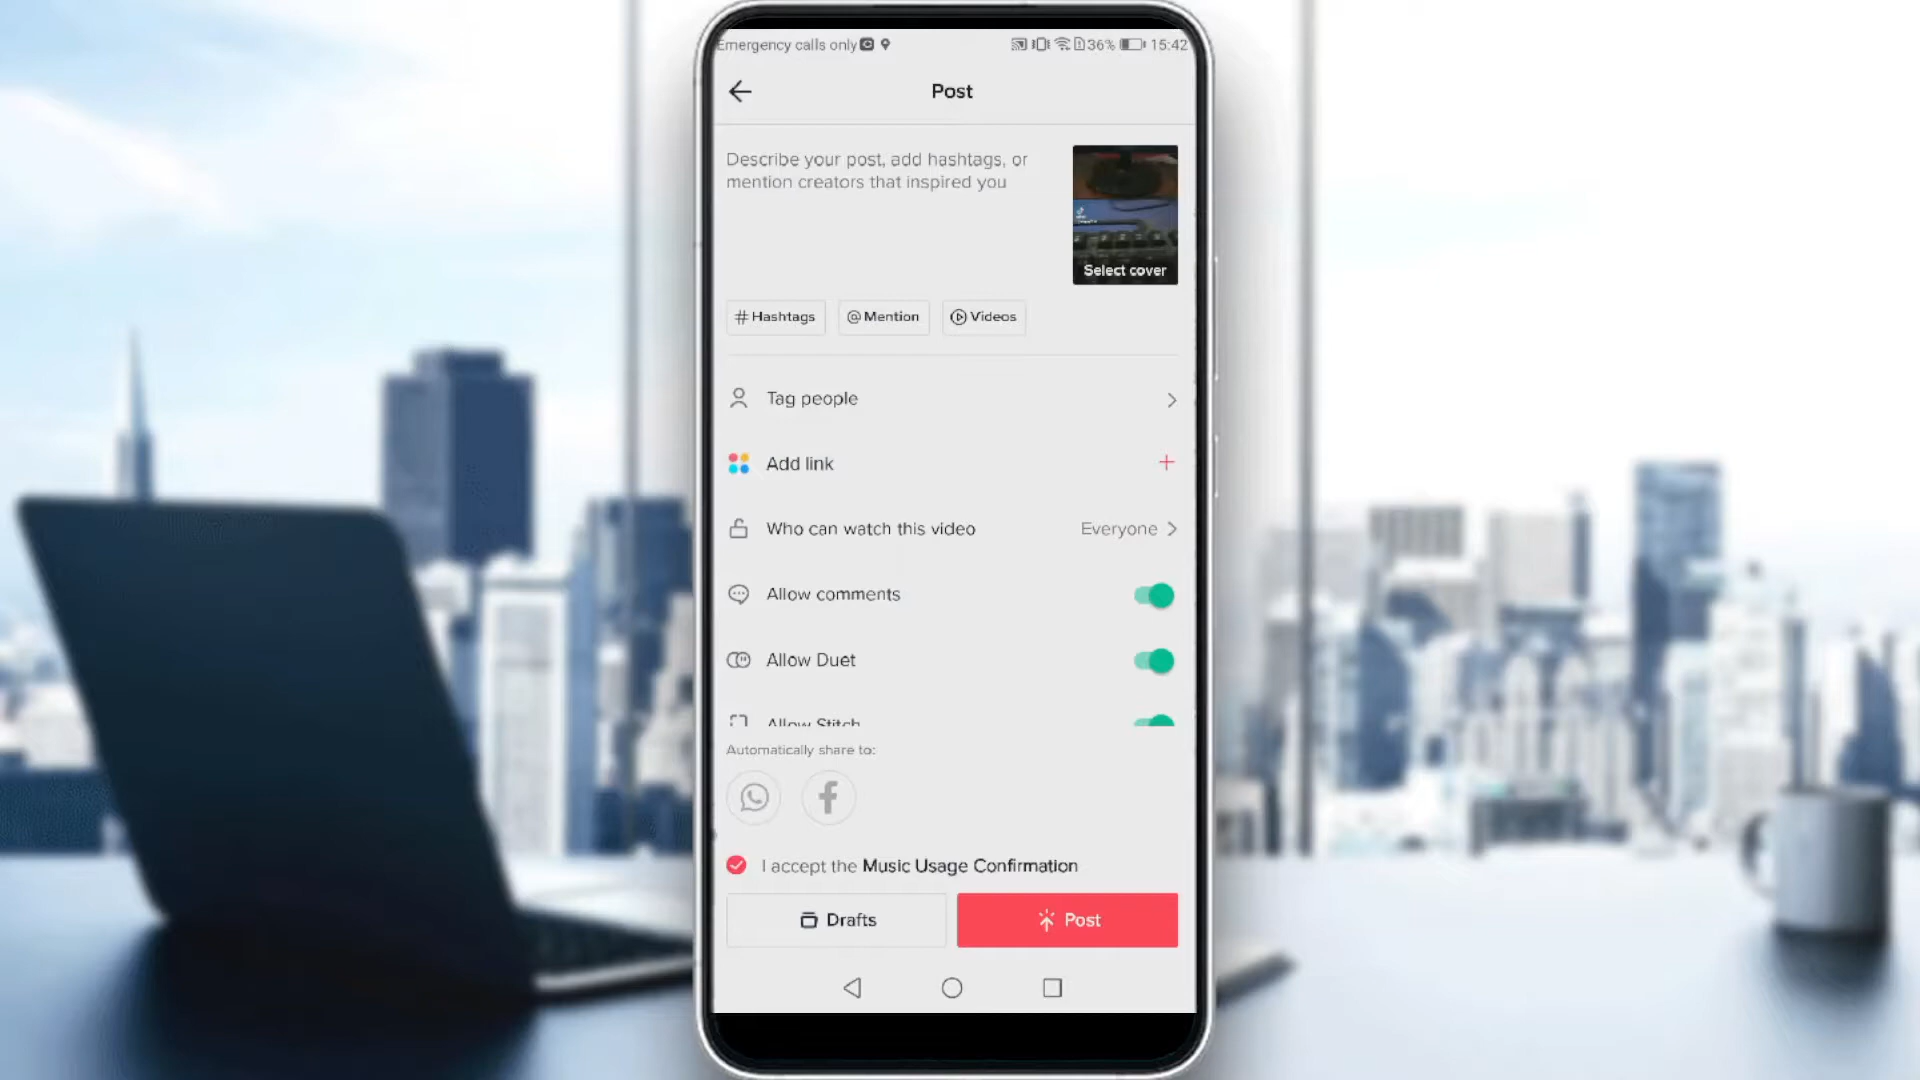 Emergency calls only 36% 15:42
Post
Describe your post, add hashtags, or
mention creators that inspired you
Select cover
# Hashtags @ Mention Videos
Tag people
Add link
Who can watch this video Everyone
Allow comments
Allow Duet
Allow Stitch
Automatically share to:
I accept the Music Usage Confirmation
Drafts Post